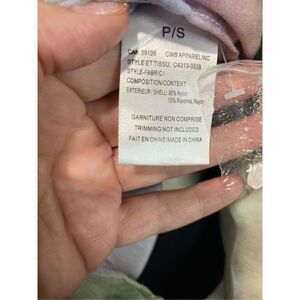 P/S
CA#: 59105 CWB APPAREL INC
STYLE ET TISSU: C4313-053B
STYLE-FABRIC/
COMPOSITION/CONTENT
EXTERIEUR/SHELL: 90% Nylon
10% Rayonne, Rayon
GARNITURE NON COMPRISE
TRIMMING NOT INCLUDED
FAIT EN CHINE/MADE IN CHINA